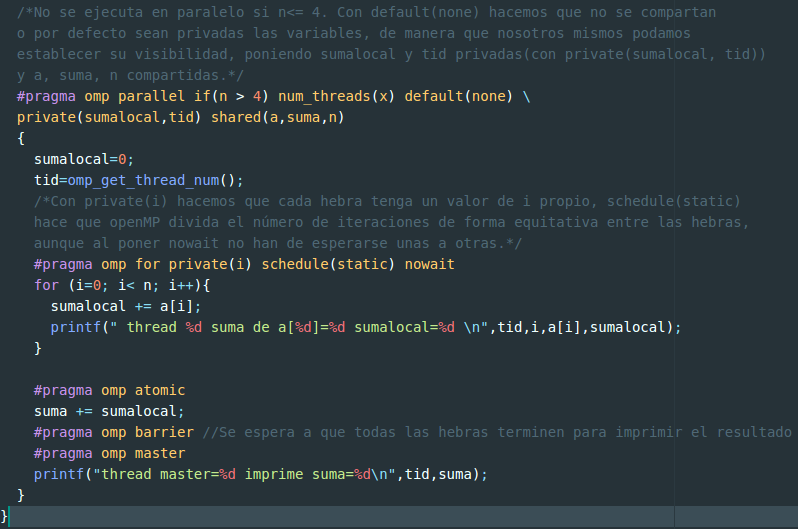 /*No se ejecuta en paralelo si n<= 4. Con default(none) hacemos que no se compartan
o por defecto sean privadas las variables, de manera que nosotros mismos podamos
establecer su visibilidad, poniendo sumalocal y tid privadas(con private(sumalocal, tid))
y a, suma, n compartidas.*/
#pragma omp parallel if(n > 4) num_threads(x) default(none) \
private(sumalocal,tid) shared(a,suma,n)
{
sumalocal=0;
tid=omp_get_thread_num();
/*Con private(i) hacemos que cada hebra tenga un valor de i propio, schedule(static)
hace que openMP divida el número de iteraciones de forma equitativa entre las hebras,
aunque al poner nowait no han de esperarse unas a otras.*/
#pragma omp for private(i) schedule(static) nowait
for (i=0; i< n; i++){
sumalocal += a[i];
printf(" thread %d suma de a[%d]=%d sumalocal=%d \n",tid,i,a[i],sumalocal);
}
#pragma omp atomic
suma += sumalocal;
#pragma omp barrier //Se espera a que todas las hebras terminen para imprimir el resultado
#pragma omp master
printf("thread master=%d imprime suma=%d\n",tid,suma);
}
}